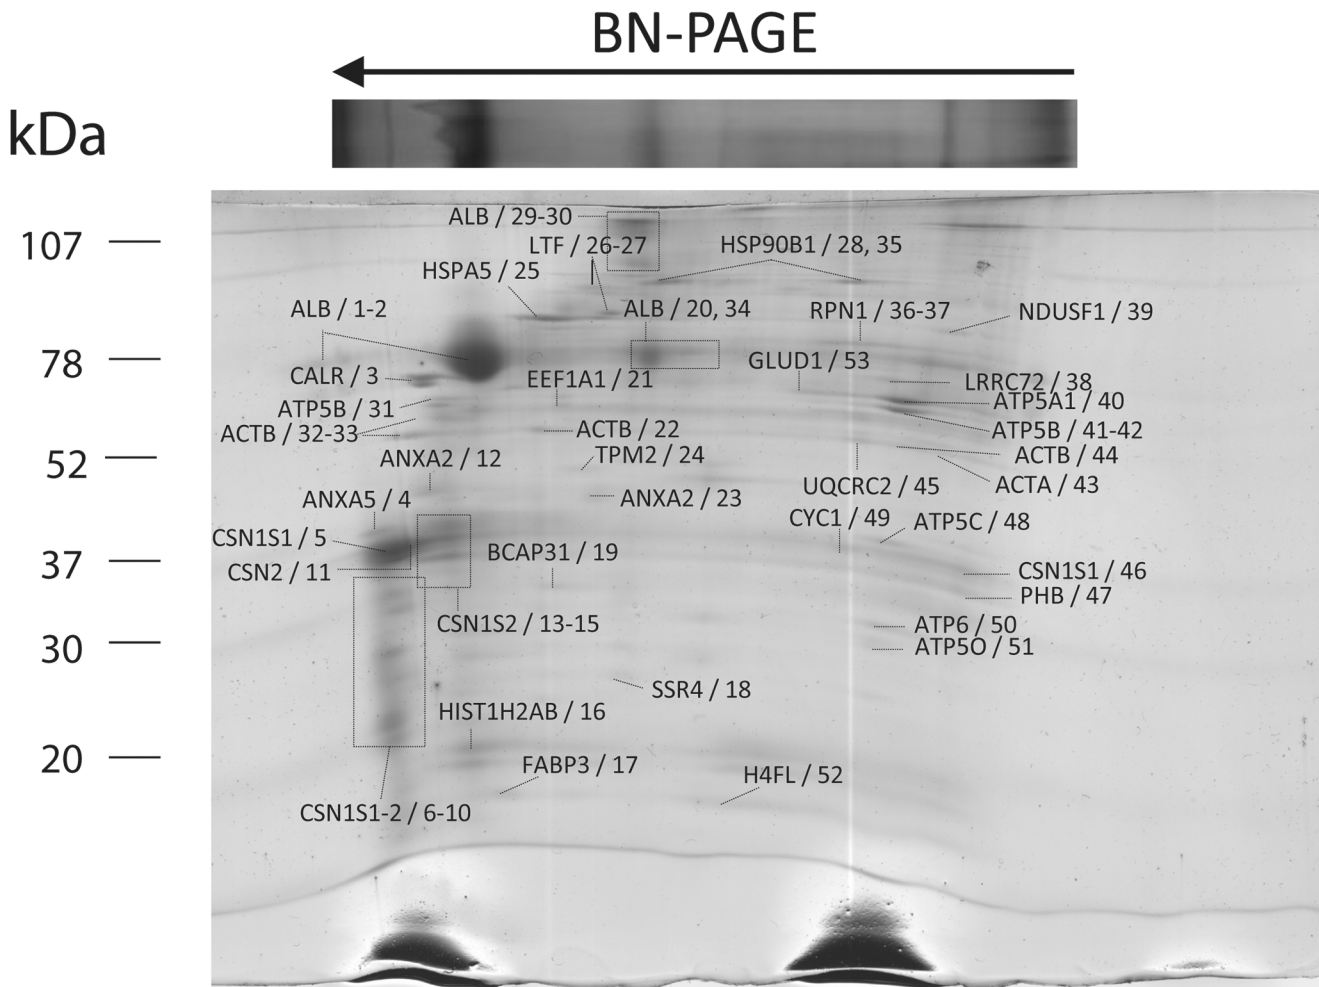 BN-PAGE
kDa
107
78
52
37
30
20
ALB / 29-30
LTF / 26-27
HSP90B1 / 28, 35
HSPA5 / 25
ALB / 1-2
ALB / 20, 34
RPN1 / 36-37
NDUSF1 / 39
GLUD1 / 53
CALR / 3
EEF1A1 / 21
LRRC72 / 38
ATP5B / 31
ATP5A1 / 40
ACTB / 32-33
ACTB / 22
ATP5B / 41-42
ANXA2 / 12
TPM2 / 24
ACTB / 44
UQCRC2 / 45
ACTA / 43
ANXA5 / 4
ANXA2 / 23
CYC1 / 49
ATP5C / 48
CSN1S1 / 5
BCAP31 / 19
CSN2 / 11
CSN1S1 / 46
PHB / 47
CSN1S2 / 13-15
ATP6 / 50
ATP5O / 51
SSR4 / 18
HIST1H2AB / 16
FABP3 / 17
H4FL / 52
CSN1S1-2 / 6-10